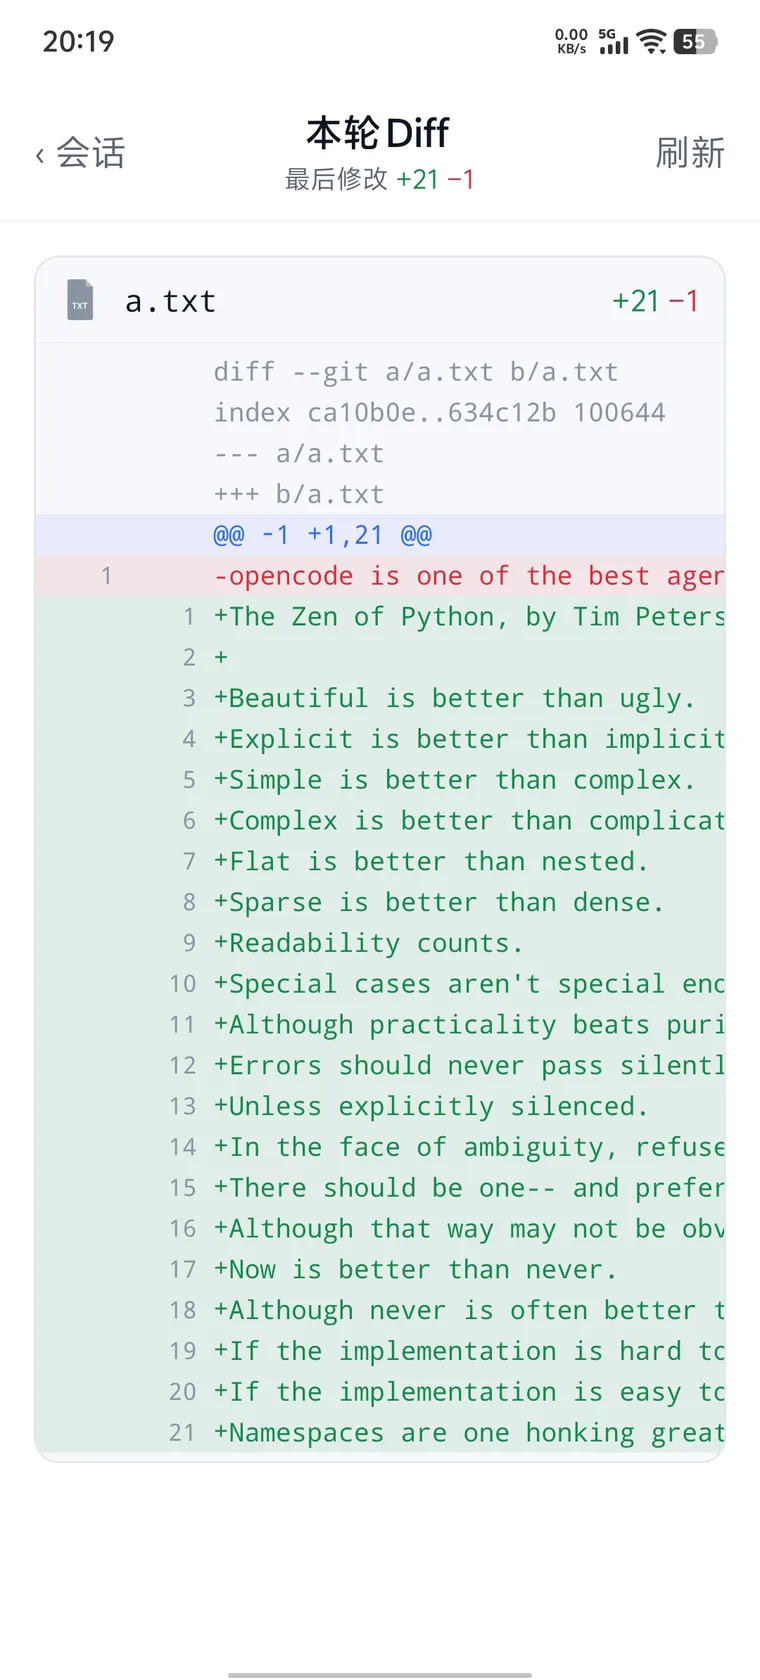 20:19
0.00 KB/s 5G 55
‹ 会话
本轮Diff
最后修改 +21 −1
刷新
TXT
a.txt
+21 −1
diff --git a/a.txt b/a.txt
index ca10b0e..634c12b 100644
--- a/a.txt
+++ b/a.txt
@@ -1 +1,21 @@
1 -opencode is one of the best agen
1 +The Zen of Python, by Tim Peters
2 +
3 +Beautiful is better than ugly.
4 +Explicit is better than implicit
5 +Simple is better than complex.
6 +Complex is better than complicat
7 +Flat is better than nested.
8 +Sparse is better than dense.
9 +Readability counts.
10 +Special cases aren't special eno
11 +Although practicality beats puri
12 +Errors should never pass silentl
13 +Unless explicitly silenced.
14 +In the face of ambiguity, refuse
15 +There should be one-- and prefer
16 +Although that way may not be obv
17 +Now is better than never.
18 +Although never is often better t
19 +If the implementation is hard to
20 +If the implementation is easy to
21 +Namespaces are one honking great